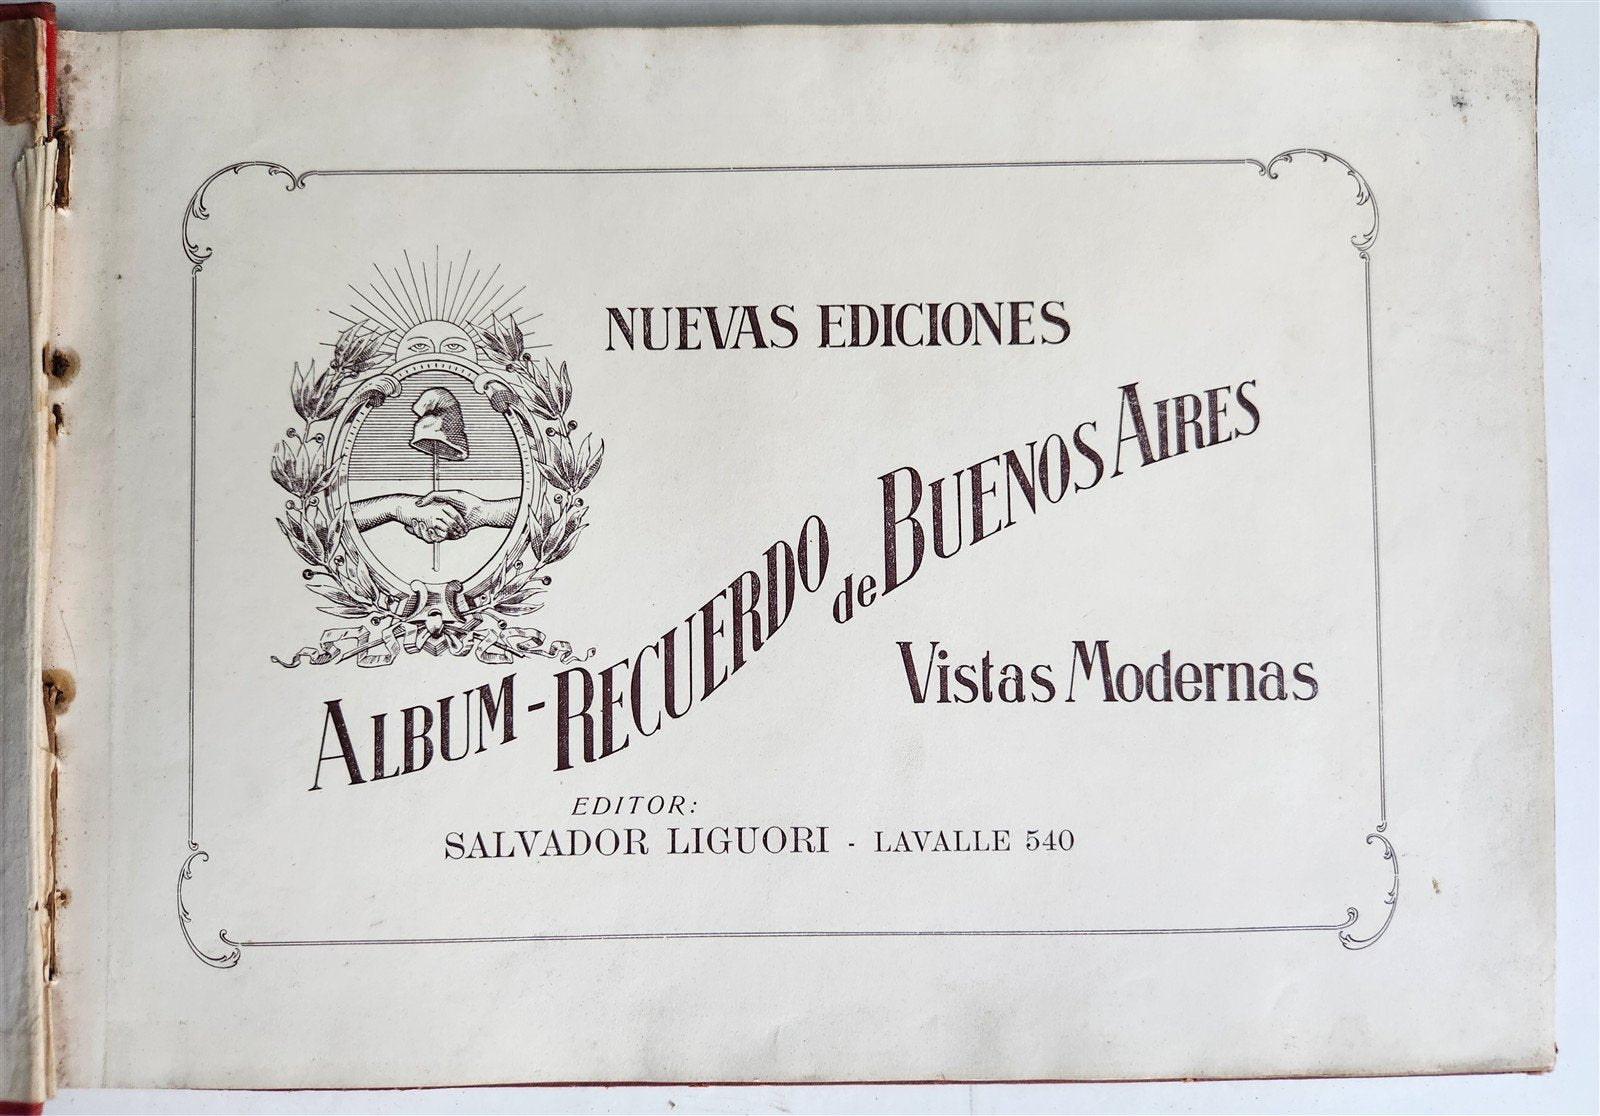 NUEVAS EDICIONES
ALBUM-RECUERDO de BUENOS AIRES
Vistas Modernas
EDITOR:
SALVADOR LIGUORI - LAVALLE 540